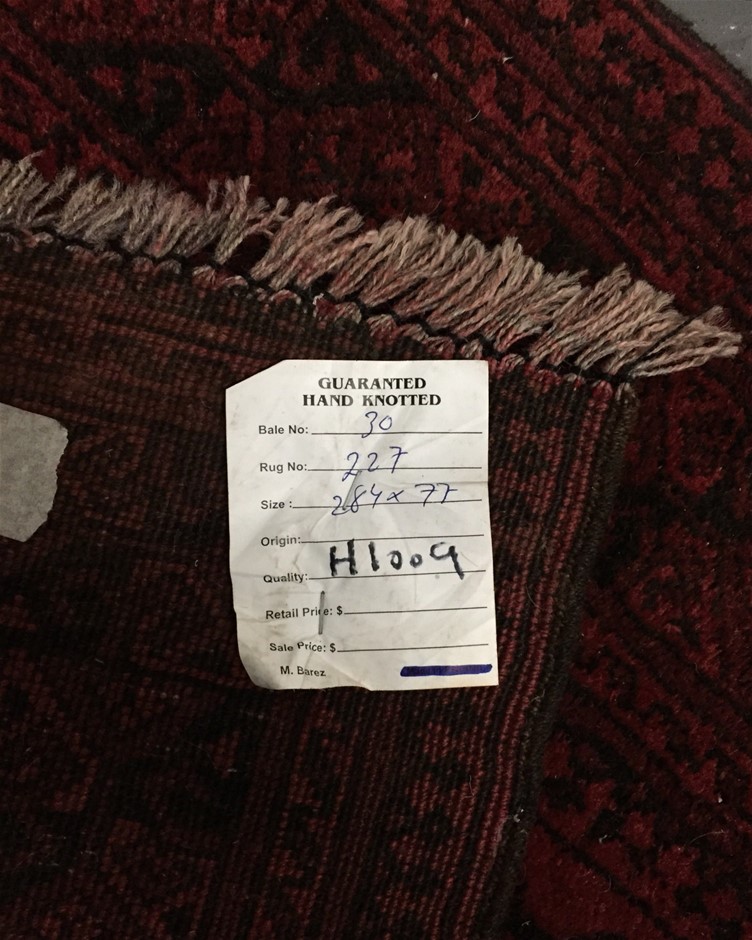 GUARANTED
HAND KNOTTED
Bale No: 30
Rug No: 227
Size : 284 x 77
Origin:
Quality: H1009
Retail Price: $
Sale Price: $
M. Barez